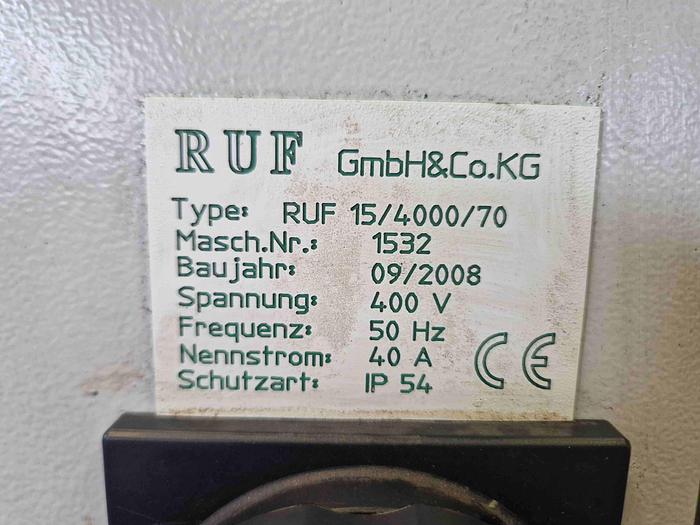 RUF GmbH&Co.KG
Type: RUF 15/4000/70
Masch.Nr.: 1532
Baujahr: 09/2008
Spannung: 400 V
Frequenz: 50 Hz
Nennstrom: 40 A
Schutzart: IP 54
CE